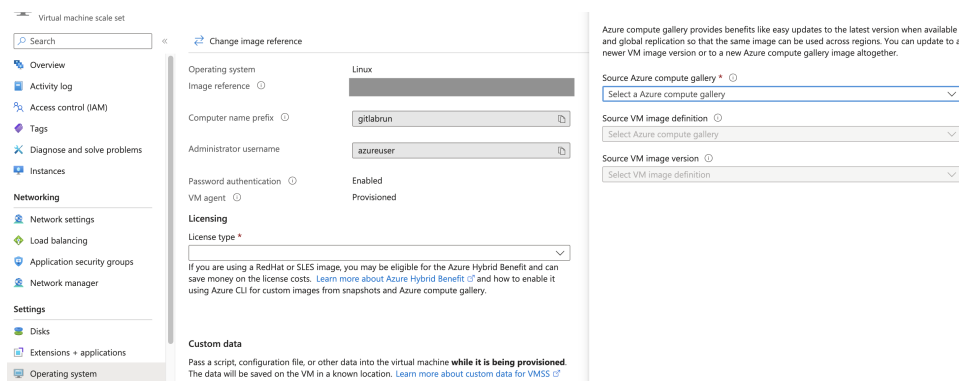 Virtual machine scale set
Search
«
Overview
Activity log
Access control (IAM)
Tags
Diagnose and solve problems
Instances
Networking
Network settings
Load balancing
Application security groups
Network manager
Settings
Disks
Extensions + applications
Operating system
Change image reference
Operating system Linux
Image reference
Computer name prefix gitlabrun
Administrator username azureuser
Password authentication Enabled
VM agent Provisioned
Licensing
License type *
If you are using a RedHat or SLES image, you may be eligible for the Azure Hybrid Benefit and can
save money on the license costs. Learn more about Azure Hybrid Benefit and how to enable it
using Azure CLI for custom images from snapshots and Azure compute gallery.
Custom data
Pass a script, configuration file, or other data into the virtual machine while it is being provisioned.
The data will be saved on the VM in a known location. Learn more about custom data for VMSS
Azure compute gallery provides benefits like easy updates to the latest version when available
and global replication so that the same image can be used across regions. You can update to a
newer VM image version or to a new Azure compute gallery image altogether.
Source Azure compute gallery *
Select a Azure compute gallery
Source VM image definition
Select Azure compute gallery
Source VM image version
Select VM image definition